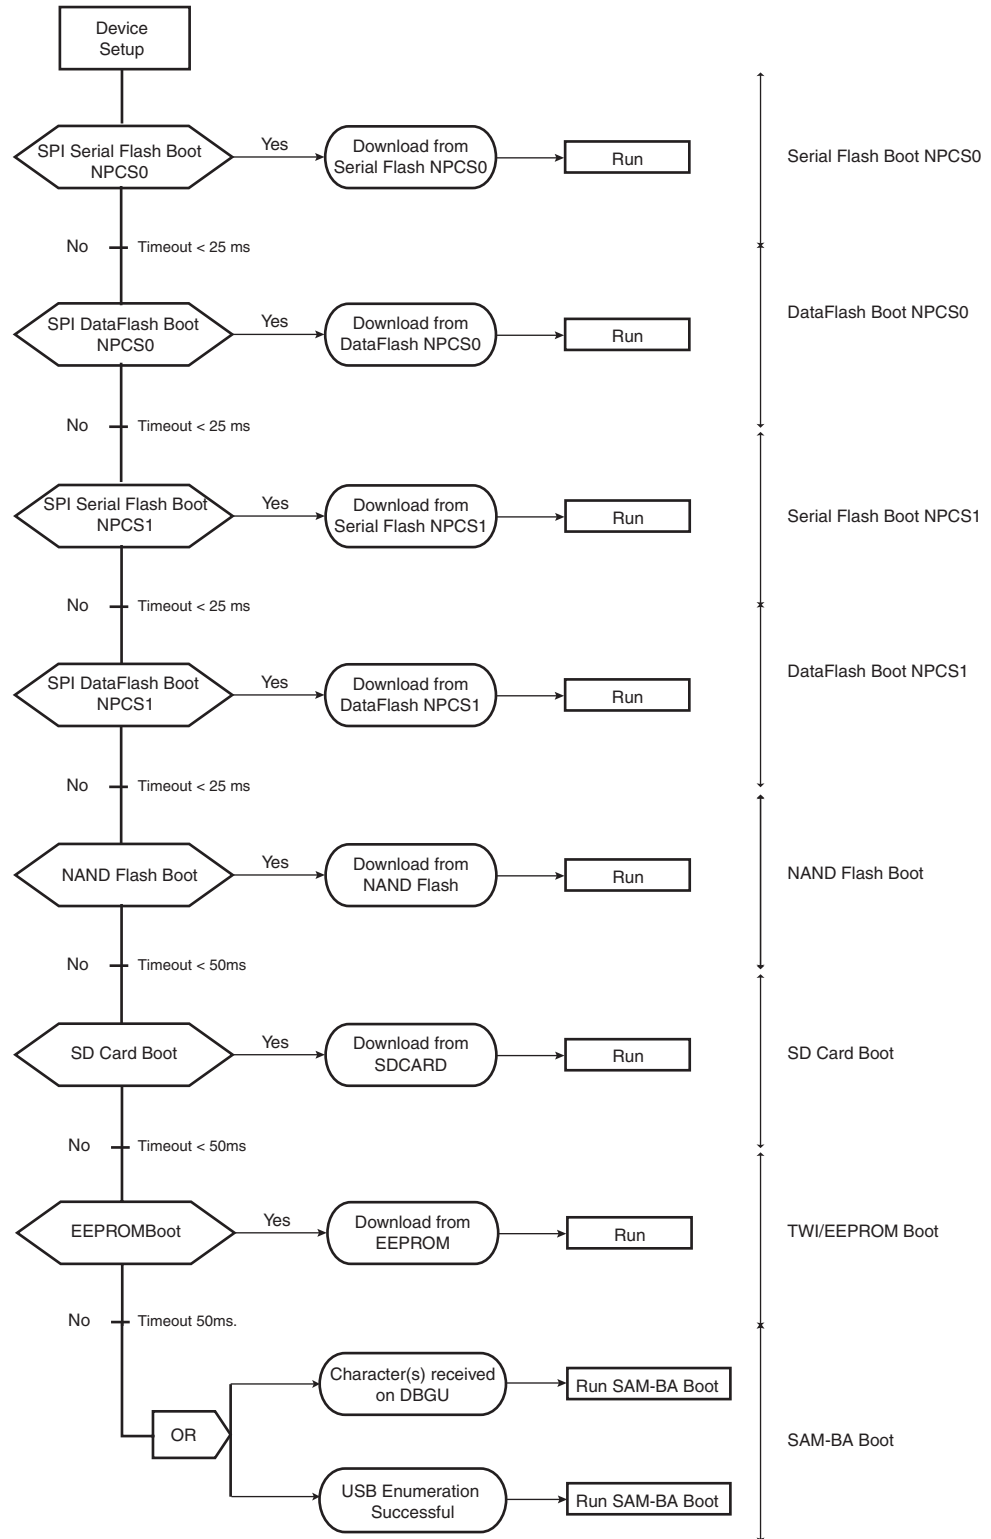 Device
Setup
SPI Serial Flash Boot
NPCS0
Yes
Download from
Serial Flash NPCS0
Run
Serial Flash Boot NPCS0
No
Timeout < 25 ms
SPI DataFlash Boot
NPCS0
Yes
Download from
DataFlash NPCS0
Run
DataFlash Boot NPCS0
No
Timeout < 25 ms
SPI Serial Flash Boot
NPCS1
Yes
Download from
Serial Flash NPCS1
Run
Serial Flash Boot NPCS1
No
Timeout < 25 ms
SPI DataFlash Boot
NPCS1
Yes
Download from
DataFlash NPCS1
Run
DataFlash Boot NPCS1
No
Timeout < 25 ms
NAND Flash Boot
Yes
Download from
NAND Flash
Run
NAND Flash Boot
No
Timeout < 50ms
SD Card Boot
Yes
Download from
SDCARD
Run
SD Card Boot
No
Timeout < 50ms
EEPROMBoot
Yes
Download from
EEPROM
Run
TWI/EEPROM Boot
No
Timeout 50ms.
Character(s) received
on DBGU
Run SAM-BA Boot
OR
SAM-BA Boot
USB Enumeration
Successful
Run SAM-BA Boot